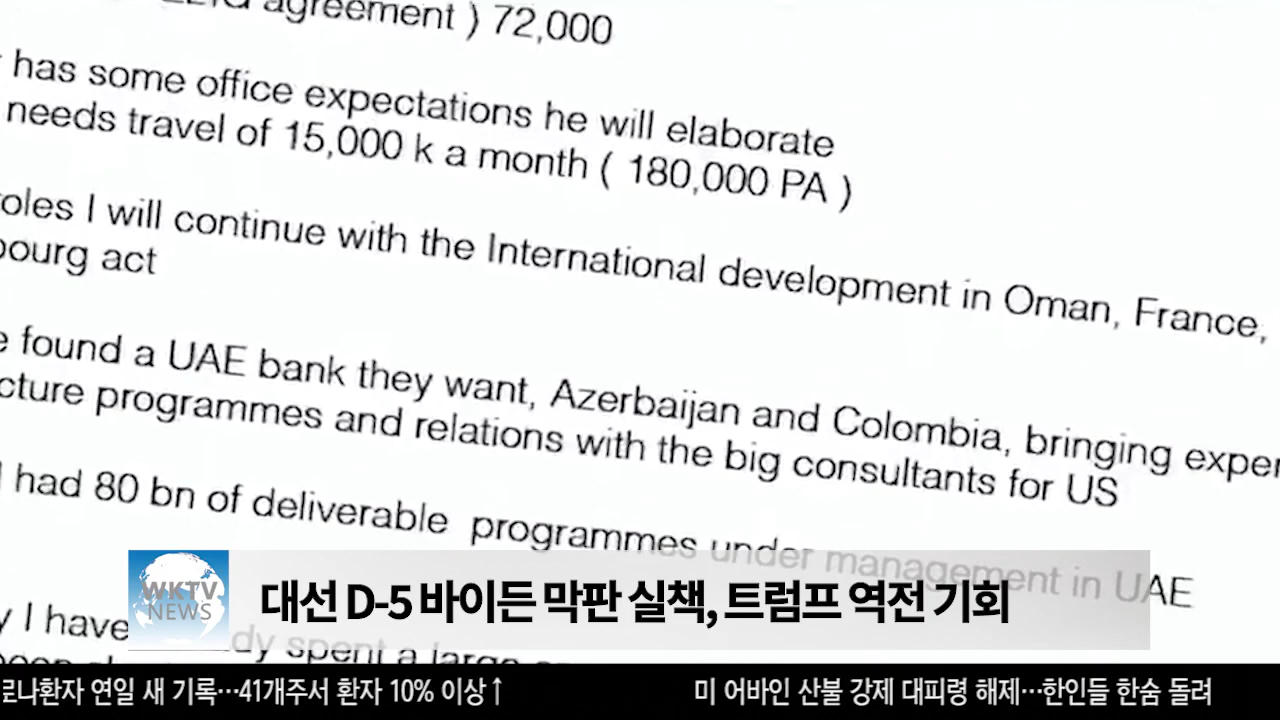 agreement ) 72,000
has some office expectations he will elaborate
needs travel of 15,000 k a month ( 180,000 PA )
I will continue with the International development in Oman, France,
act
found a UAE bank they want, Azerbaijan and Colombia, bringing
programmes and relations with the big consultants for US
had 80 bn of deliverable programmes under management in UAE
I have
spent a large
WKTV
NEWS
대선 D-5 바이든 막판 실책, 트럼프 역전 기회
로나환자 연일 새 기록…41개주서 환자 10% 이상↑
미 어바인 산불 강제 대피령 해제…한인들 한숨 돌려